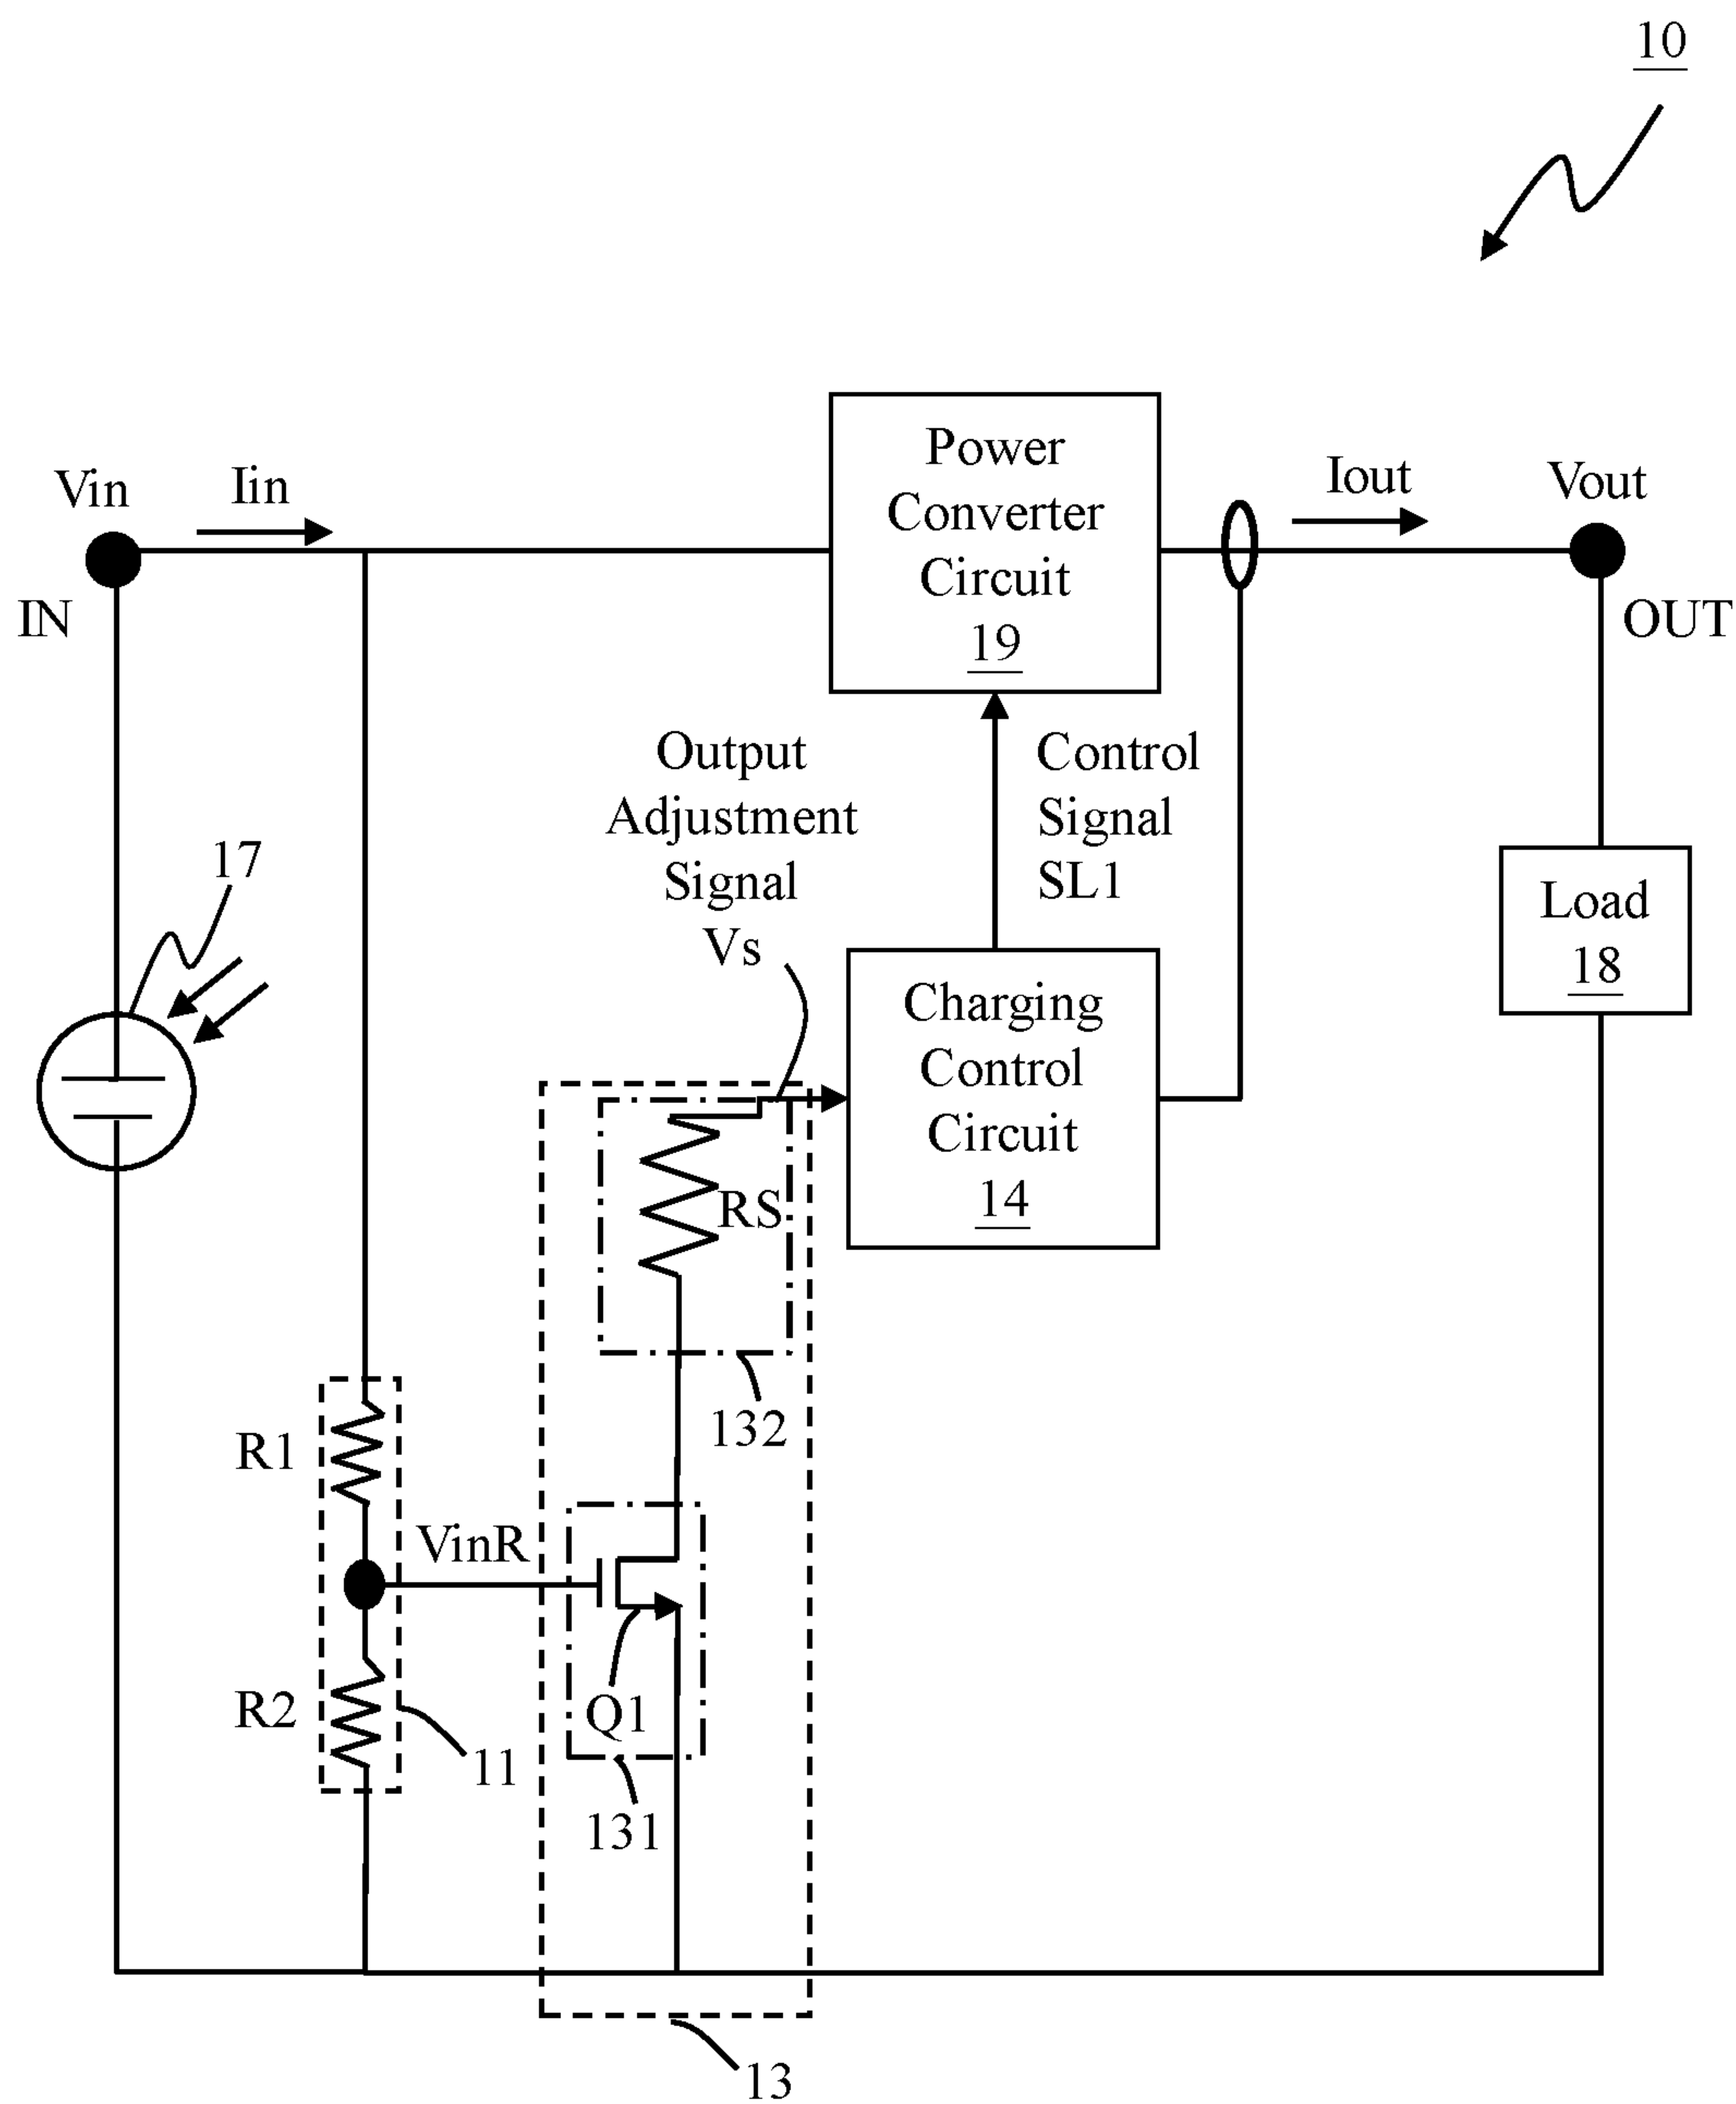 10
Vin
Iin
IN
Power
Converter
Circuit
19
Iout
Vout
OUT
Output
Adjustment
Signal
Vs
Control
Signal
SL1
17
Load
18
Charging
Control
Circuit
14
RS
132
R1
VinR
R2
Q1
11
131
13